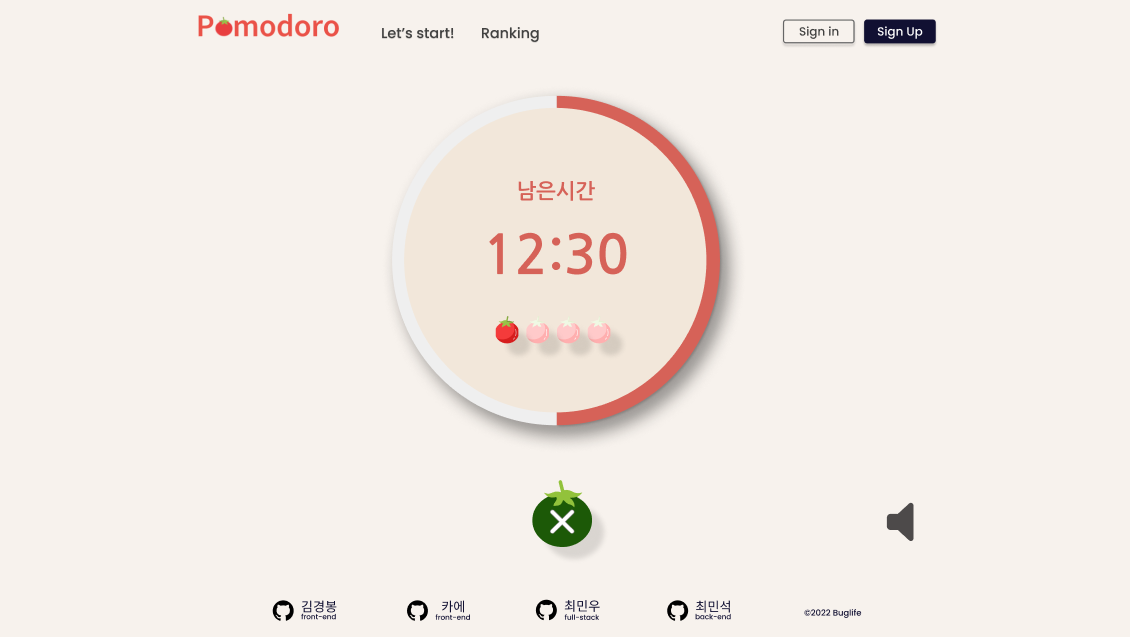 Pomodoro
Let's start!
Ranking
Sign in
Sign Up
남은시간
12:30
김경봉
front-end
카에
front-end
최민우
full-stack
최민석
back-end
©2022 Buglife